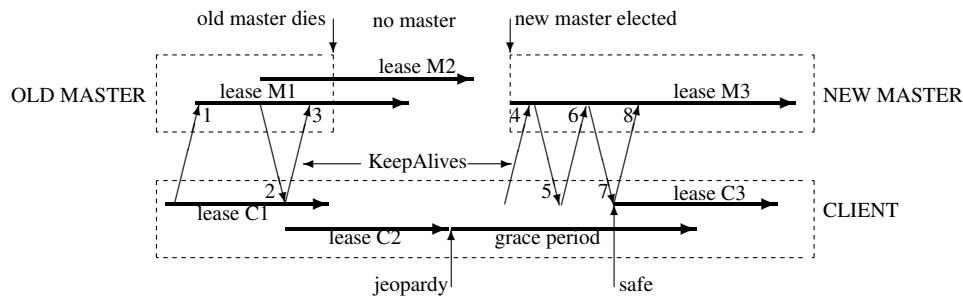 old master dies no master new master elected
lease M2
OLD MASTER lease M1 lease M3 NEW MASTER
1 3 4 6 8
KeepAlives
2 5 7 lease C3
lease C1 CLIENT
lease C2 grace period
jeopardy safe